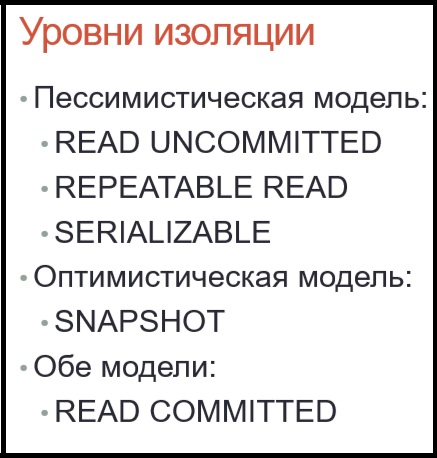 Уровни изоляции
• Пессимистическая модель:
• READ UNCOMMITTED
• REPEATABLE READ
• SERIALIZABLE
• Оптимистическая модель:
• SNAPSHOT
• Обе модели:
• READ COMMITTED